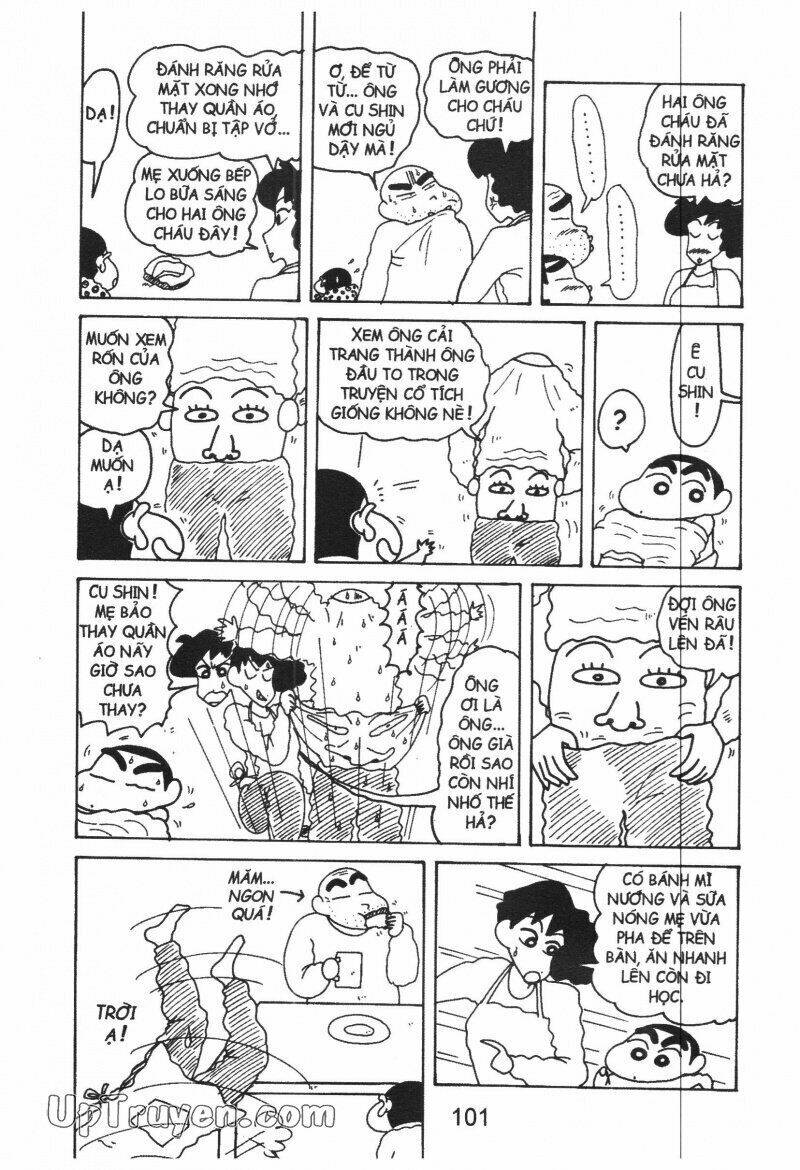 HAI ÔNG
CHÁU ĐÃ
ĐÁNH RĂNG
RỬA MẶT
CHƯA HẢ?
........
........
ÔNG PHẢI
LÀM GƯƠNG
CHO CHÁU
CHỨ!
Ơ, ĐỂ TỪ
TỪ... ÔNG
VÀ CU SHIN
MỚI NGỦ
DẬY MÀ!
ĐÁNH RĂNG RỬA
MẶT XONG NHỚ
THAY QUẦN ÁO,
CHUẨN BỊ TẬP VỞ...
MẸ XUỐNG BẾP
LO BỮA SÁNG
CHO HAI ÔNG
CHÁU ĐÂY!
DẠ!
Ê
CU
SHIN
!
?
XEM ÔNG CẢI
TRANG THÀNH ÔNG
ĐẦU TO TRONG
TRUYỆN CỔ TÍCH
GIỐNG KHÔNG NÈ!
MUỐN XEM
RỐN CỦA
ÔNG
KHÔNG?
DẠ
MUỐN
Ạ!
ĐỢI ÔNG
VÉN RÂU
LÊN ĐÃ!
Á
Á
Á
ÔNG
ƠI LÀ
ÔNG...
ÔNG GIÀ
RỒI SAO
CÒN NHÍ
NHỐ THẾ
HẢ?
CU SHIN!
MẸ BẢO
THAY QUẦN
ÁO NÃY
GIỜ SAO
CHƯA
THAY?
CÓ BÁNH MÌ
NƯỚNG VÀ SỮA
NÓNG MẸ VỪA
PHA ĐỂ TRÊN
BÀN, ĂN NHANH
LÊN CÒN ĐI
HỌC.
MĂM...
NGON
QUÁ!
TRỜI
Ạ!
UpTruyen.com
101